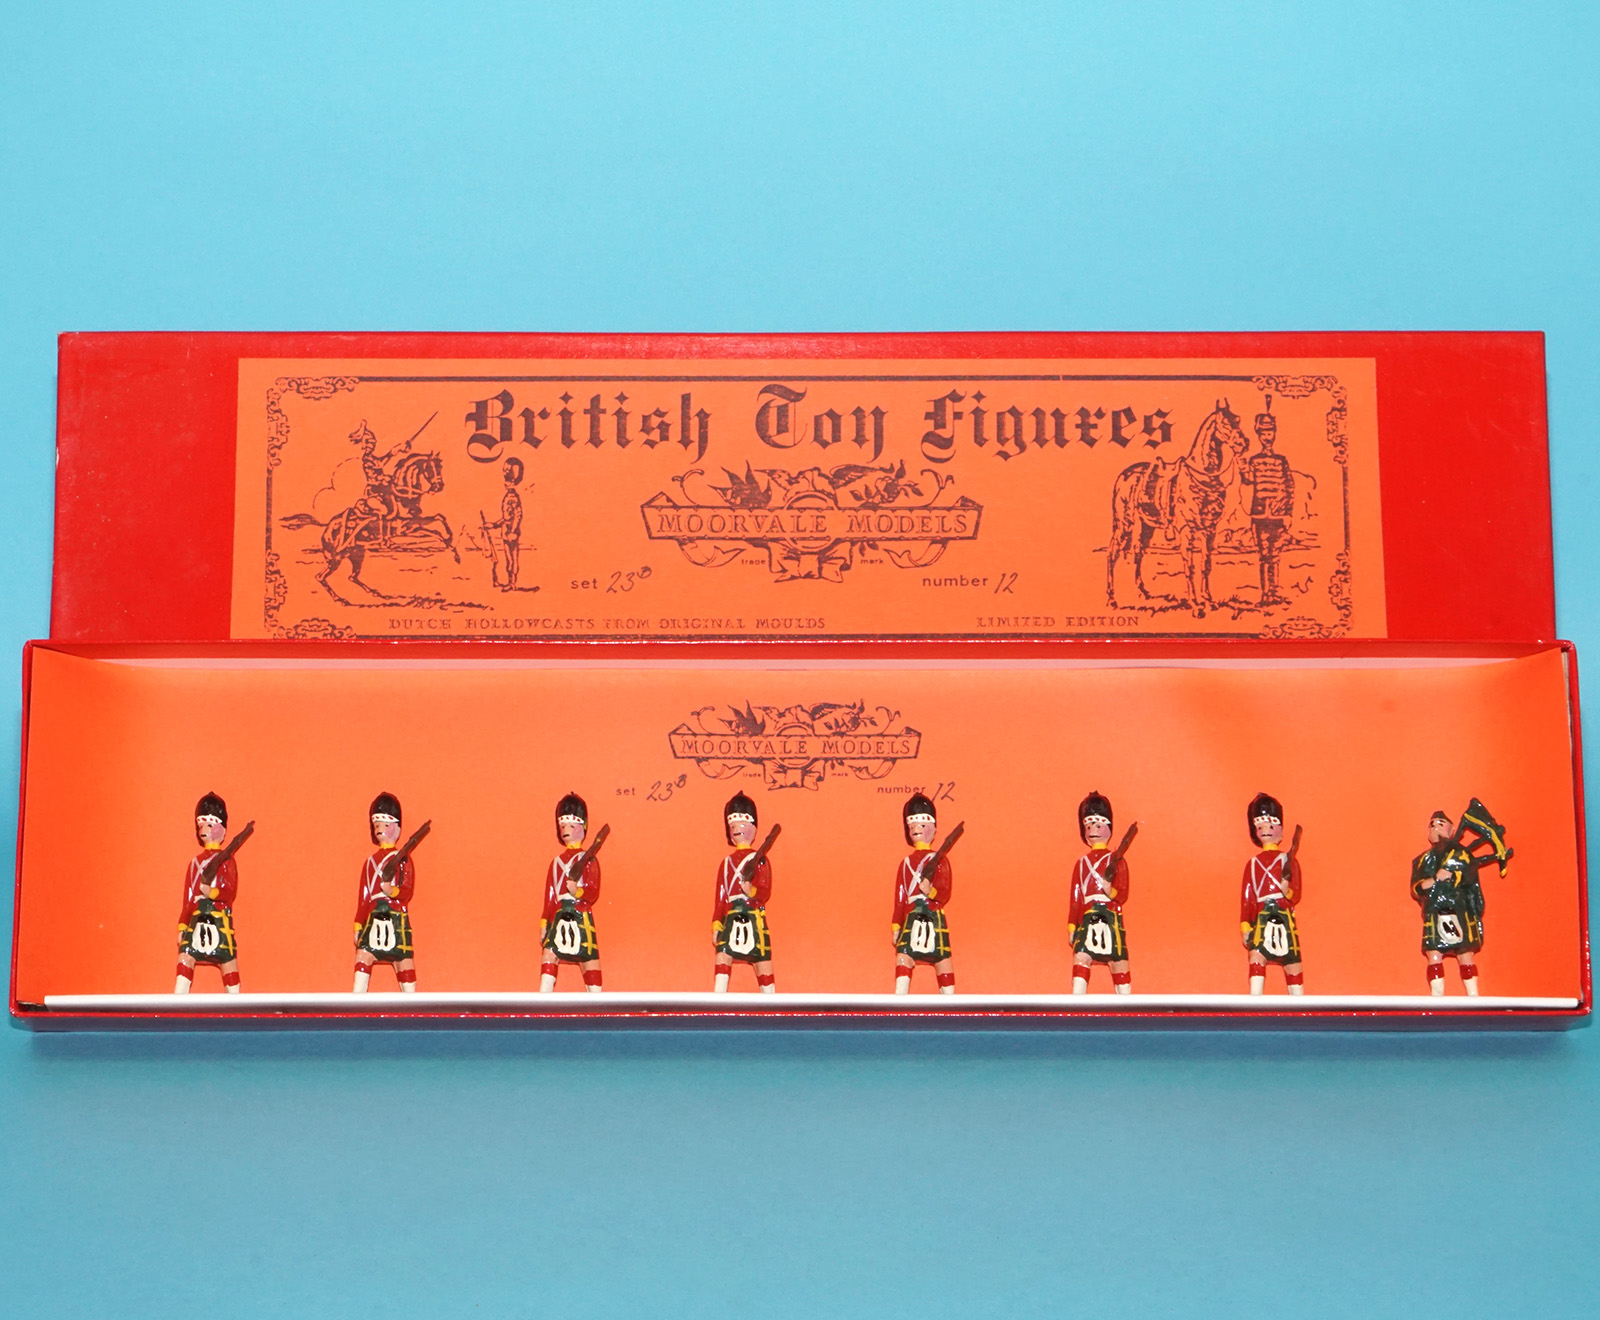 British Toy Figures
MOORVALE MODELS
trade mark
set 23 number 12
DUTCH HOLLOWCASTS FROM ORIGINAL MOULDS LIMITED EDITION
MOORVALE MODELS
trade mark
set 23 number 12